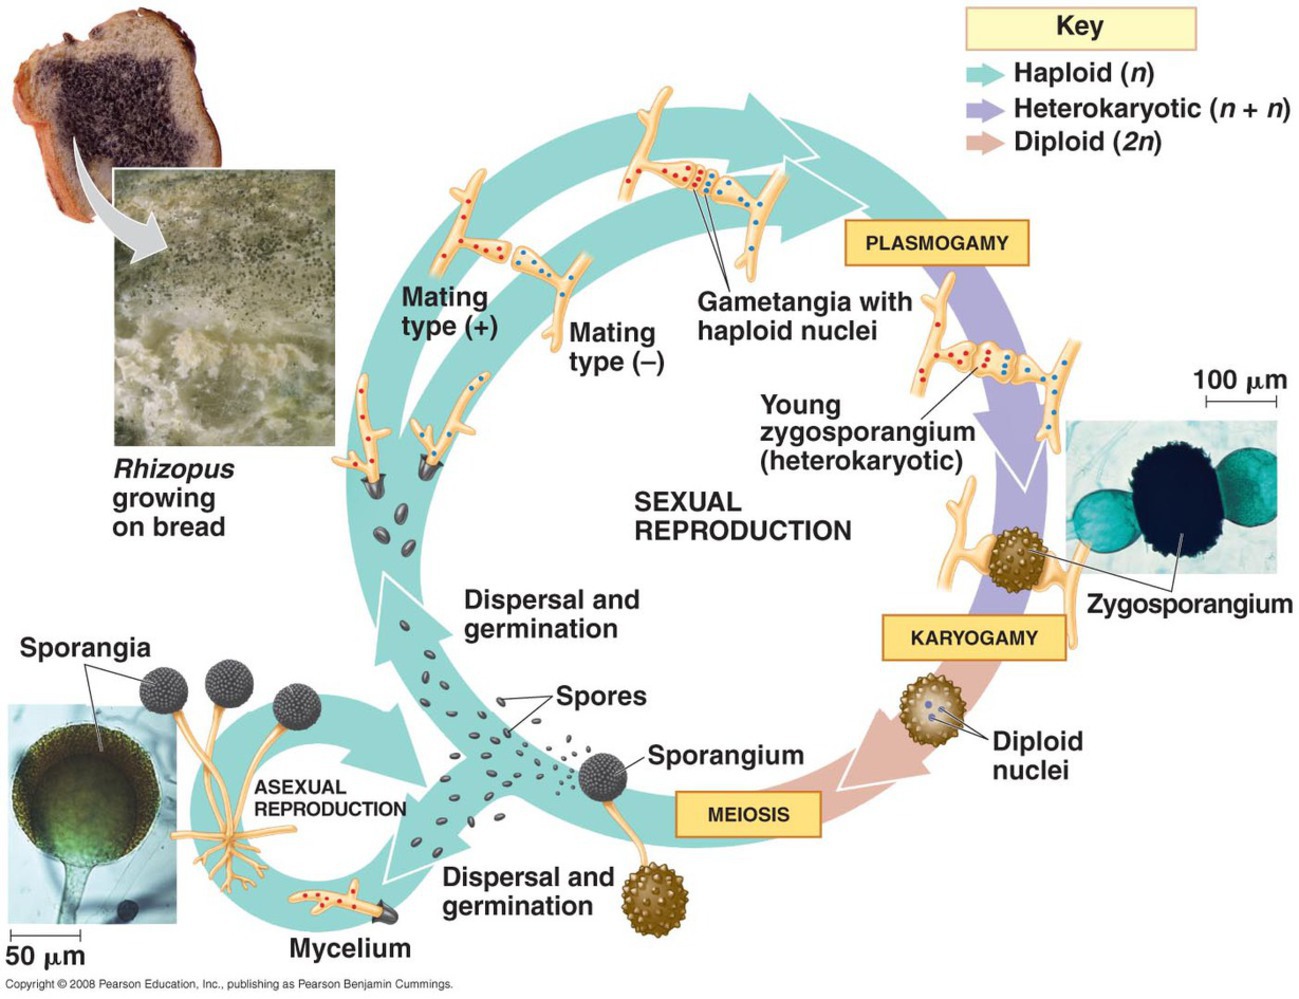 Key
Haploid (n)
Heterokaryotic (n + n)
Diploid (2n)
PLASMOGAMY
Mating
type (+)
Mating
type (–)
Gametangia with
haploid nuclei
100 μm
Young
zygosporangium
(heterokaryotic)
Rhizopus
growing
on bread
SEXUAL
REPRODUCTION
Zygosporangium
Dispersal and
germination
KARYOGAMY
Sporangia
Spores
Sporangium
Diploid
nuclei
ASEXUAL
REPRODUCTION
MEIOSIS
Dispersal and
germination
Mycelium
50 μm
Copyright © 2008 Pearson Education, Inc., publishing as Pearson Benjamin Cummings.